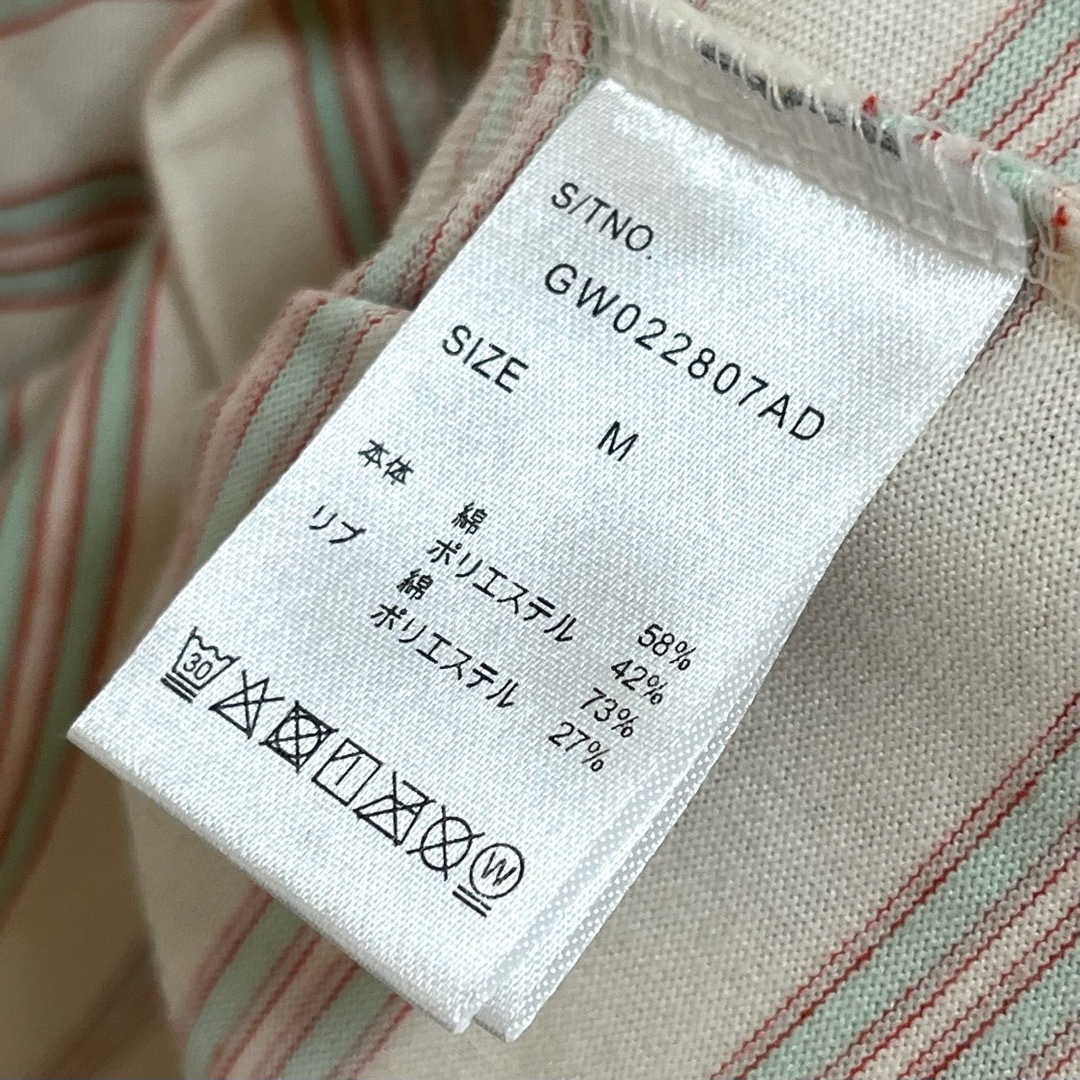 S/TNO.
GW022807AD
SIZE
M
本体 綿 58%
ポリエステル 42%
リブ 綿 73%
ポリエステル 27%
30
W